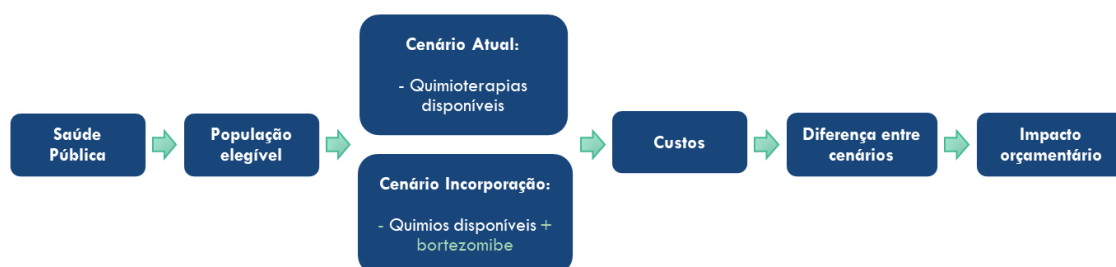 Saúde
Pública
População
elegível
Cenário Atual:
- Quimioterapias
disponíveis
Cenário Incorporação:
- Quimios disponíveis +
bortezomibe
Custos
Diferença entre
cenários
Impacto
orçamentário